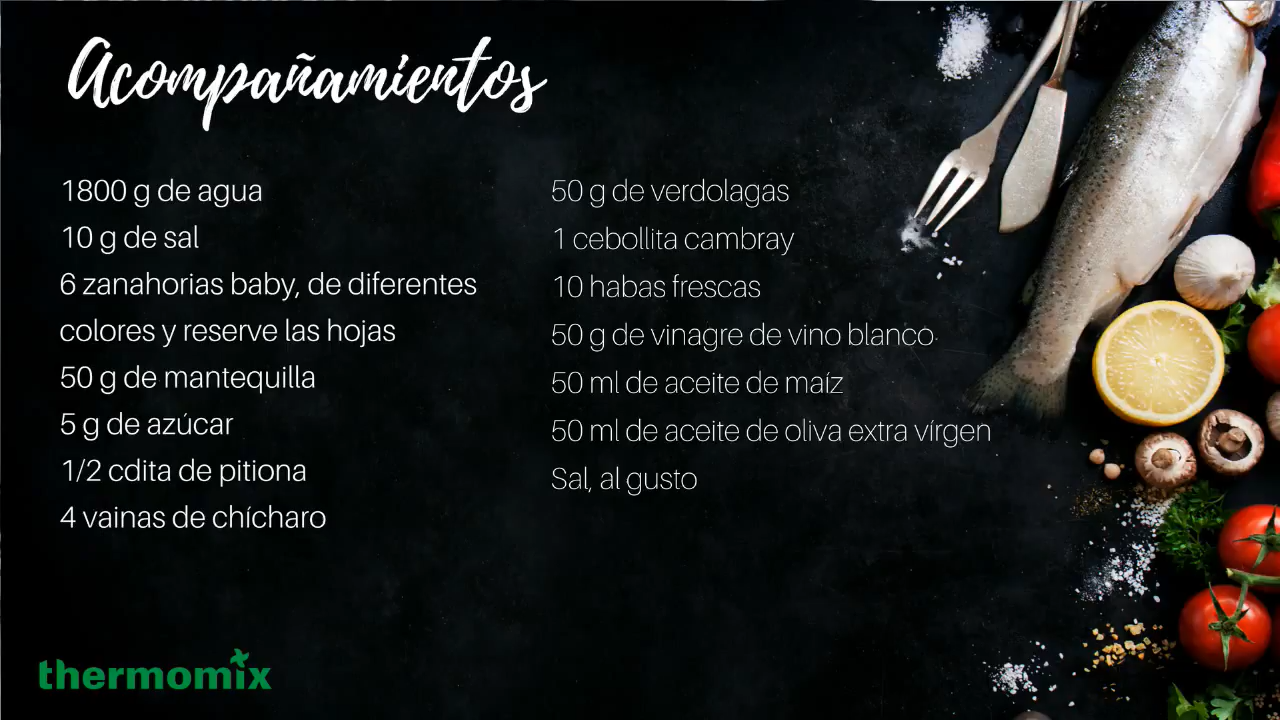 Acompañamientos
1800 g de agua
10 g de sal
6 zanahorias baby, de diferentes
colores y reserve las hojas
50 g de mantequilla
5 g de azúcar
1/2 cdita de pitiona
4 vainas de chícharo
50 g de verdolagas
1 cebollita cambray
10 habas frescas
50 g de vinagre de vino blanco
50 ml de aceite de maíz
50 ml de aceite de oliva extra vírgen
Sal, al gusto
thermomix